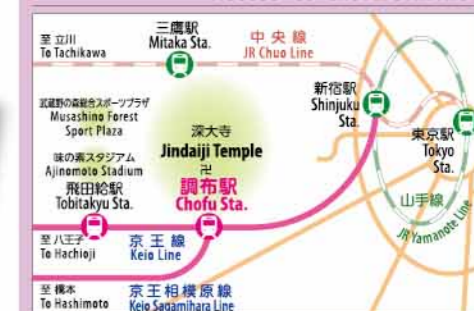 至 立川
To Tachikawa
三鷹駅
Mitaka Sta.
中央線
JR Chuo Line
新宿駅
Shinjuku
Sta.
東京駅
Tokyo
Sta.
武蔵野の森総合スポーツプラザ
Musashino Forest
Sport Plaza
深大寺
Jindaiji Temple
卍
味の素スタジアム
Ajinomoto Stadium
飛田給駅
Tobitakyu Sta.
調布駅
Chofu Sta.
山手線
JR Yamanote Line
至 八王子
To Hachioji
京王線
Keio Line
至 橋本
To Hashimoto
京王相模原線
Keio Sagamihara Line